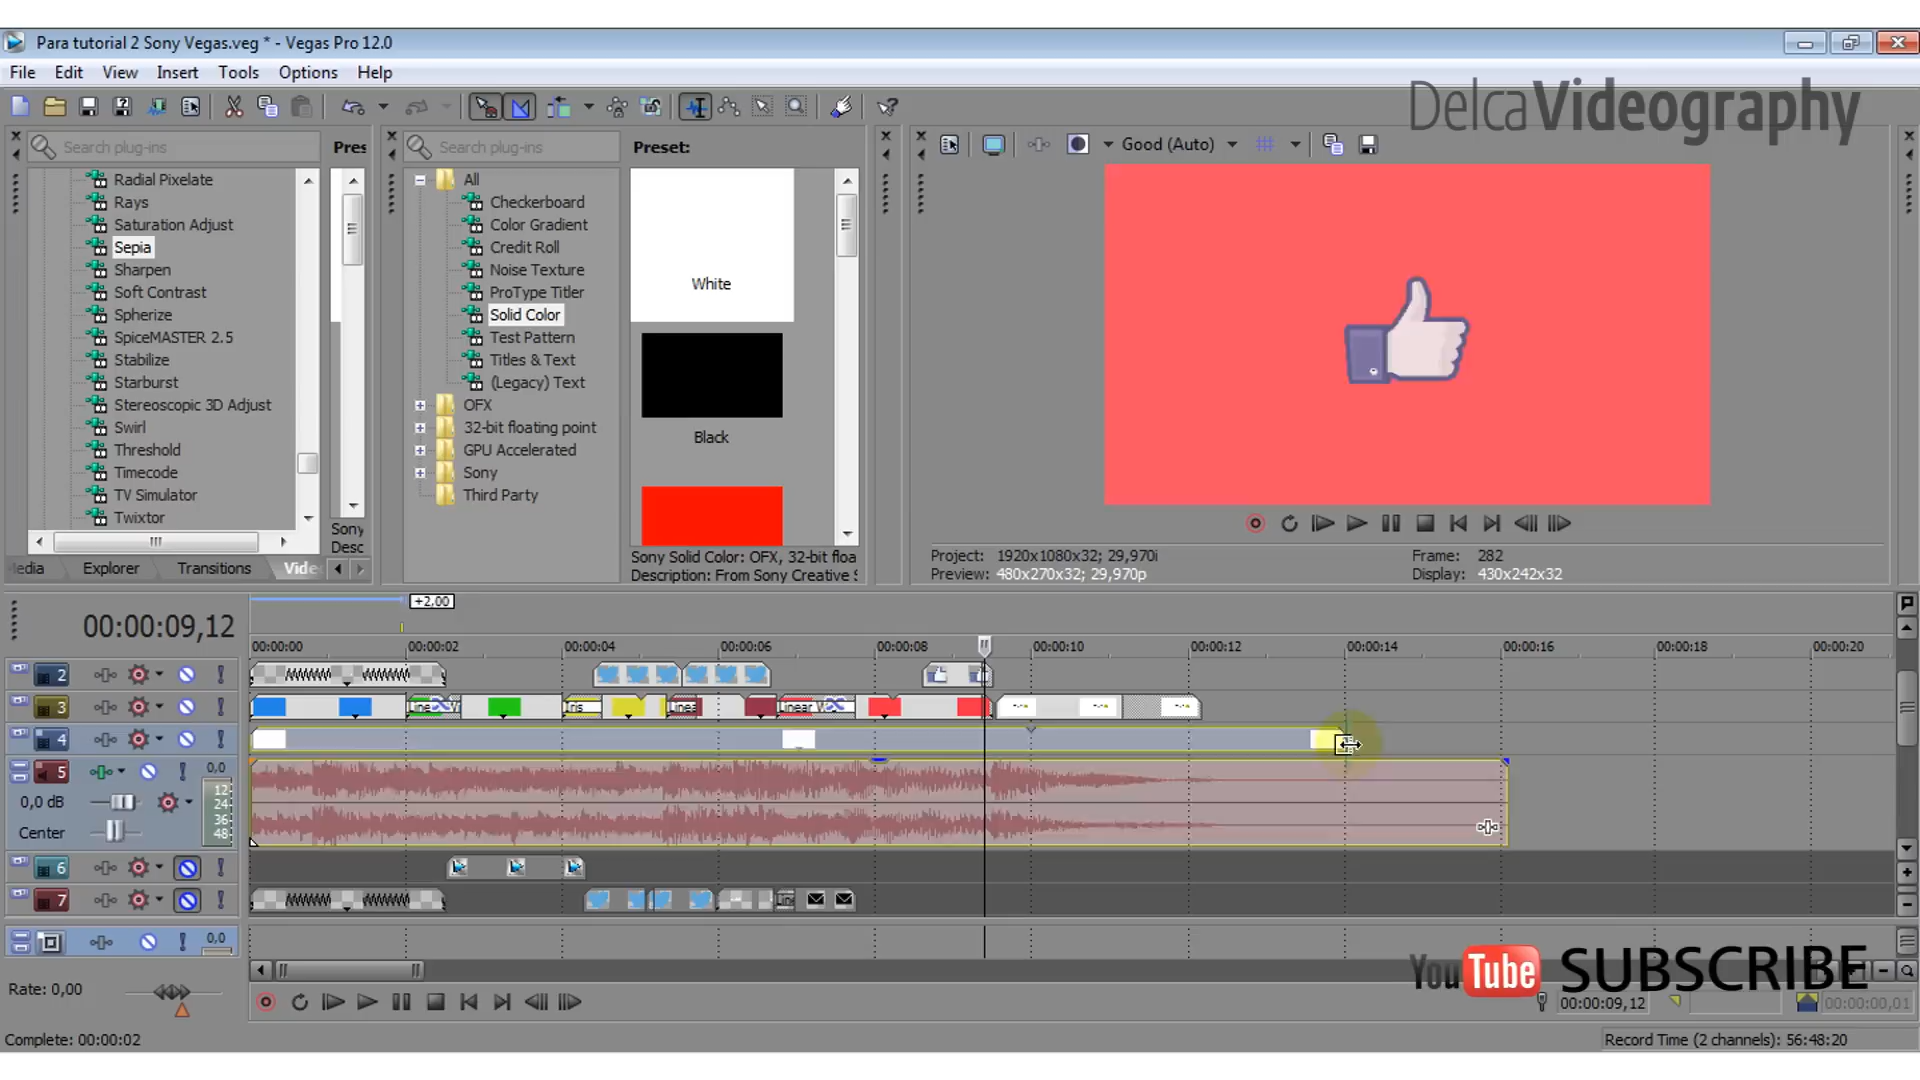 Para tutorial 2 Sony Vegas.veg * - Vegas Pro 12.0
File Edit View Insert Tools Options Help
DelcaVideography
Search plug-ins
Pres
Radial Pixelate
Rays
Saturation Adjust
Sepia
Sharpen
Soft Contrast
Spherize
SpiceMASTER 2.5
Stabilize
Starburst
Stereoscopic 3D Adjust
Swirl
Threshold
Timecode
TV Simulator
Twixtor
Sony
Desc
Search plug-ins
Preset:
All
Checkerboard
Color Gradient
Credit Roll
Noise Texture
ProType Titler
Solid Color
Test Pattern
Titles & Text
(Legacy) Text
OFX
32-bit floating point
GPU Accelerated
Sony
Third Party
White
Black
Sony Solid Color: OFX, 32-bit floa
Description: From Sony Creative S
Good (Auto)
Project: 1920x1080x32; 29,970i
Preview: 480x270x32; 29,970p
Frame: 282
Display: 430x242x32
edia Explorer Transitions Vide
+2,00
00:00:09,12
00:00:00 00:00:02 00:00:04 00:00:06 00:00:08 00:00:10 00:00:12 00:00:14 00:00:16 00:00:18 00:00:20
2
3
Iris
Linea
Linear
4
5
0,0
0,0 dB
12
24
36
48
Center
6
7
0,0
Rate: 0,00
YouTube SUBSCRIBE
00:00:09,12
00:00:00,01
Complete: 00:00:02
Record Time (2 channels): 56:48:20